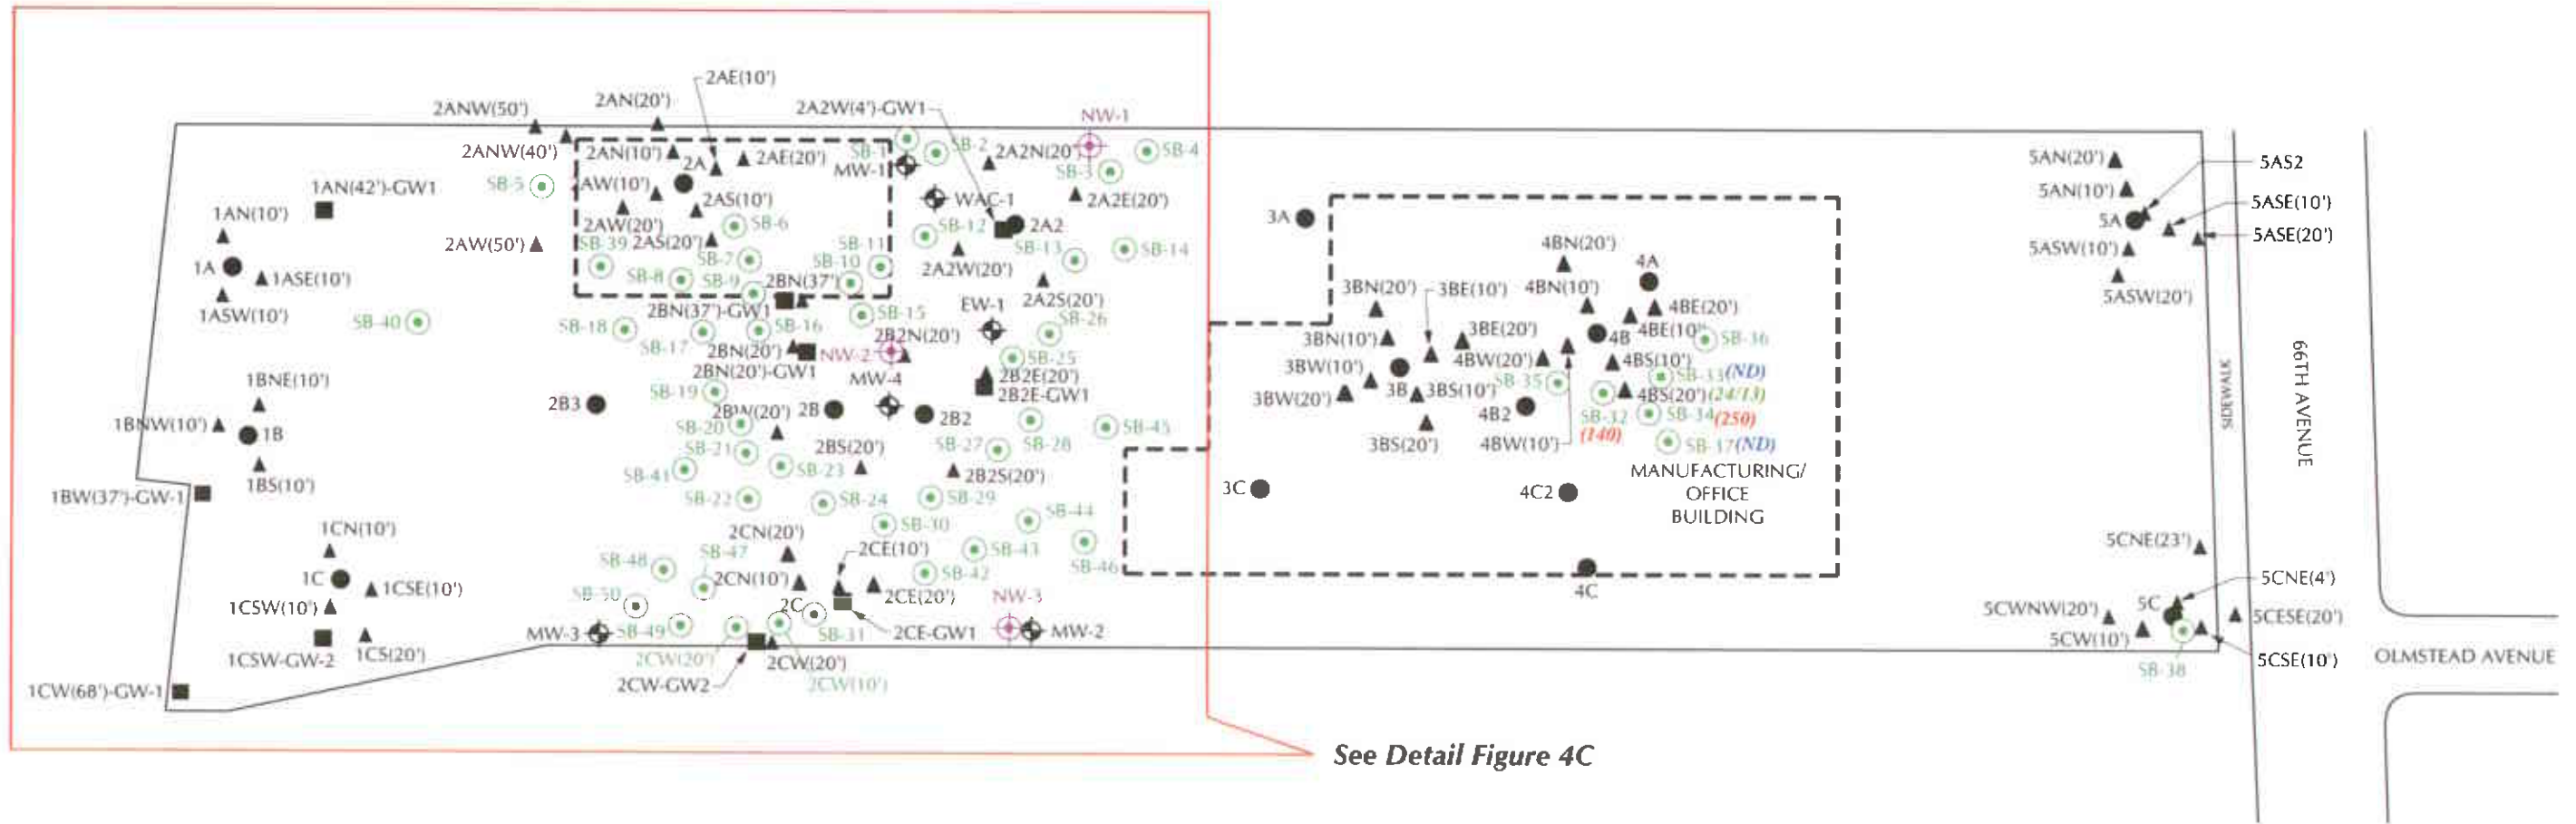 2AE(10')
2ANW(50')
2AN(20')
2A2W(4')-GW1
NW-1
2ANW(40')
2AN(10')
2A
2AE(20')
SB-1
SB-2
2A2N(20')
SB-4
MW-1
SB-3
5AN(20')
5AS2
1AN(42')-GW1
SB-5
2AW(10')
2AS(10')
WAC-1
2A2E(20')
5AN(10')
5ASE(10')
1AN(10')
2AW(20')
SB-6
SB-12
2A2
3A
5A
5ASE(20')
2AW(50')
SB-39
2AS(20')
SB-11
SB-13
SB-14
4BN(20')
5ASW(10')
1A
1ASE(10')
SB-7
SB-10
2A2W(20')
4A
SB-8
SB-9
2BN(37')
3BN(20')
3BE(10')
4BN(10')
5ASW(20')
1ASW(10')
2BN(37')-GW1
SB-15
EW-1
2A2S(20')
4BE(20')
SB-40
SB-18
SB-16
2B2N(20')
SB-26
3BN(10')
3BE(20')
4B
4BE(10')
SB-36
SB-17
2BN(20')
NW-2
SB-25
3BW(10')
4BW(20')
4BS(10')
2BN(20')-GW1
MW-4
2B2E(20')
SB-33(ND)
1BNE(10')
SB-19
2B2E-GW1
3BW(20')
3B
3BS(10')
SB-35
4BS(20')(24/13)
2B3
2BW(20')
2B
2B2
4B2
SB-32
SB-34(250)
1BNW(10')
1B
SB-20
SB-45
(140)
SB-21
2BS(20')
SB-27
SB-28
3BS(20')
4BW(10')
SB-37(ND)
SB-41
SB-23
2B2S(20')
MANUFACTURING/
OFFICE
BUILDING
1BS(10')
1BW(37')-GW-1
SB-22
SB-24
SB-29
3C
4C2
SIDEWALK
66TH AVENUE
1CN(10')
2CN(20')
SB-30
SB-44
SB-47
2CE(10')
SB-43
5CNE(23')
SB-48
SB-46
1C
1CSE(10')
2CN(10')
SB-42
5CNE(4')
1CSW(10')
SB-50
2C
2CE(20')
NW-3
4C
5CWNW(20')
5C
5CESE(20')
MW-3
SB-49
SB-31
2CE-GW1
MW-2
5CW(10')
1CSW-GW-2
1CS(20')
2CW(20')
2CW(20')
5CSE(10')
OLMSTEAD AVENUE
1CW(68')-GW-1
2CW-GW2
2CW(10')
SB-38
See Detail Figure 4C